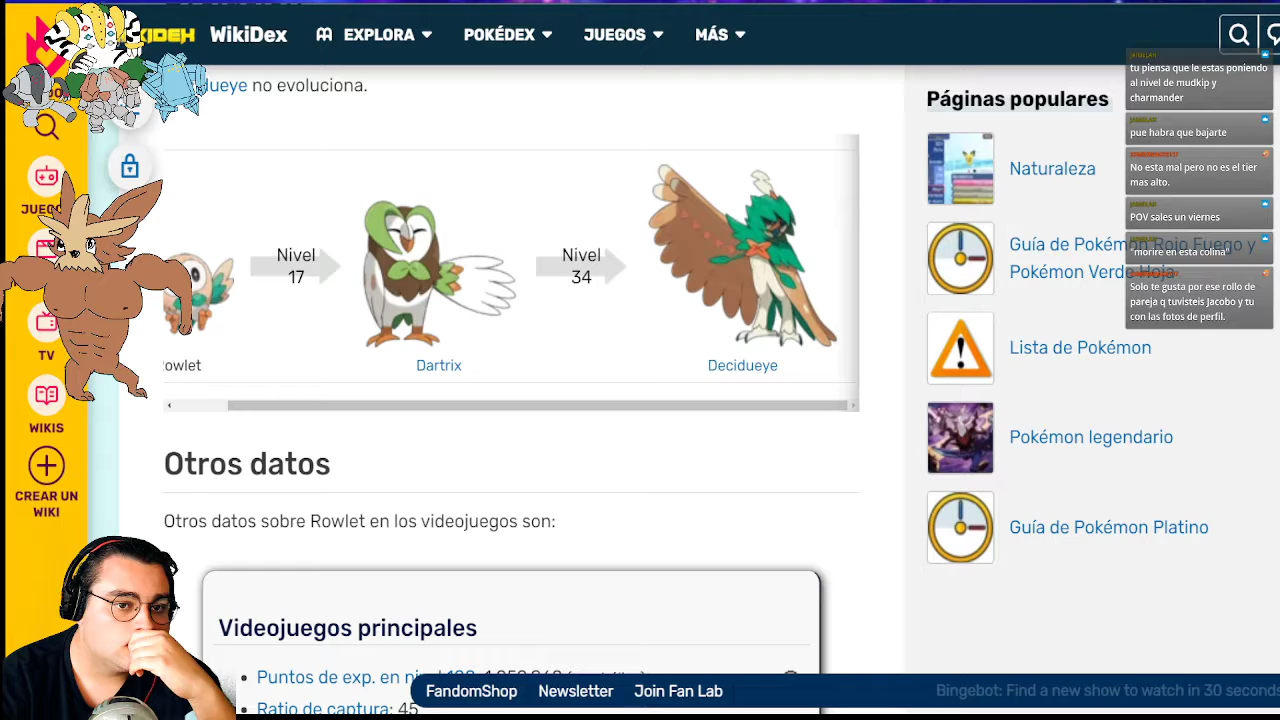 WikiDex
EXPLORA
POKÉDEX
JUEGOS
MÁS
ueye no evoluciona.
JUEGO
TV
WIKIS
CREAR UN
WIKI
Nivel
17
Nivel
34
owlet
Dartrix
Decidueye
Otros datos
Otros datos sobre Rowlet en los videojuegos son:
Videojuegos principales
Puntos de exp. en ni
Ratio de captura: 45
FandomShop
Newsletter
Join Fan Lab
Bingebot: Find a new show to watch in 30 seconds
Páginas populares
Naturaleza
Guía de Pokémon Rojo Fuego y
Pokémon Verde Hoja
Lista de Pokémon
Pokémon legendario
Guía de Pokémon Platino
tu piensa que le estas poniendo
al nivel de mudkip y
charmander
pue habra que bajarte
No esta mal pero no es el tier
mas alto.
POV sales un viernes
"morire en esta colina"
Solo te gusta por ese rollo de
pareja q tuvisteis Jacobo y tu
con las fotos de perfil.